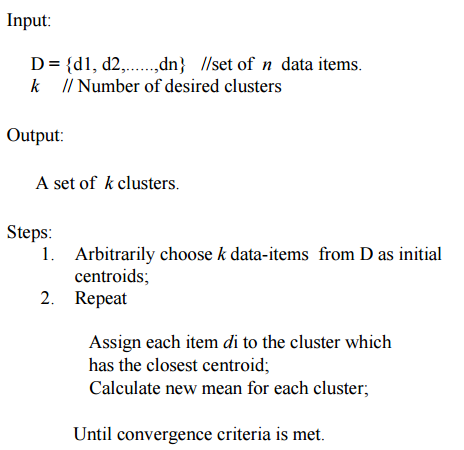 Input:
D = {d1, d2,......,dn} //set of n data items.
k // Number of desired clusters
Output:
A set of k clusters.
Steps:
1. Arbitrarily choose k data-items from D as initial
centroids;
2. Repeat
Assign each item di to the cluster which
has the closest centroid;
Calculate new mean for each cluster;
Until convergence criteria is met.